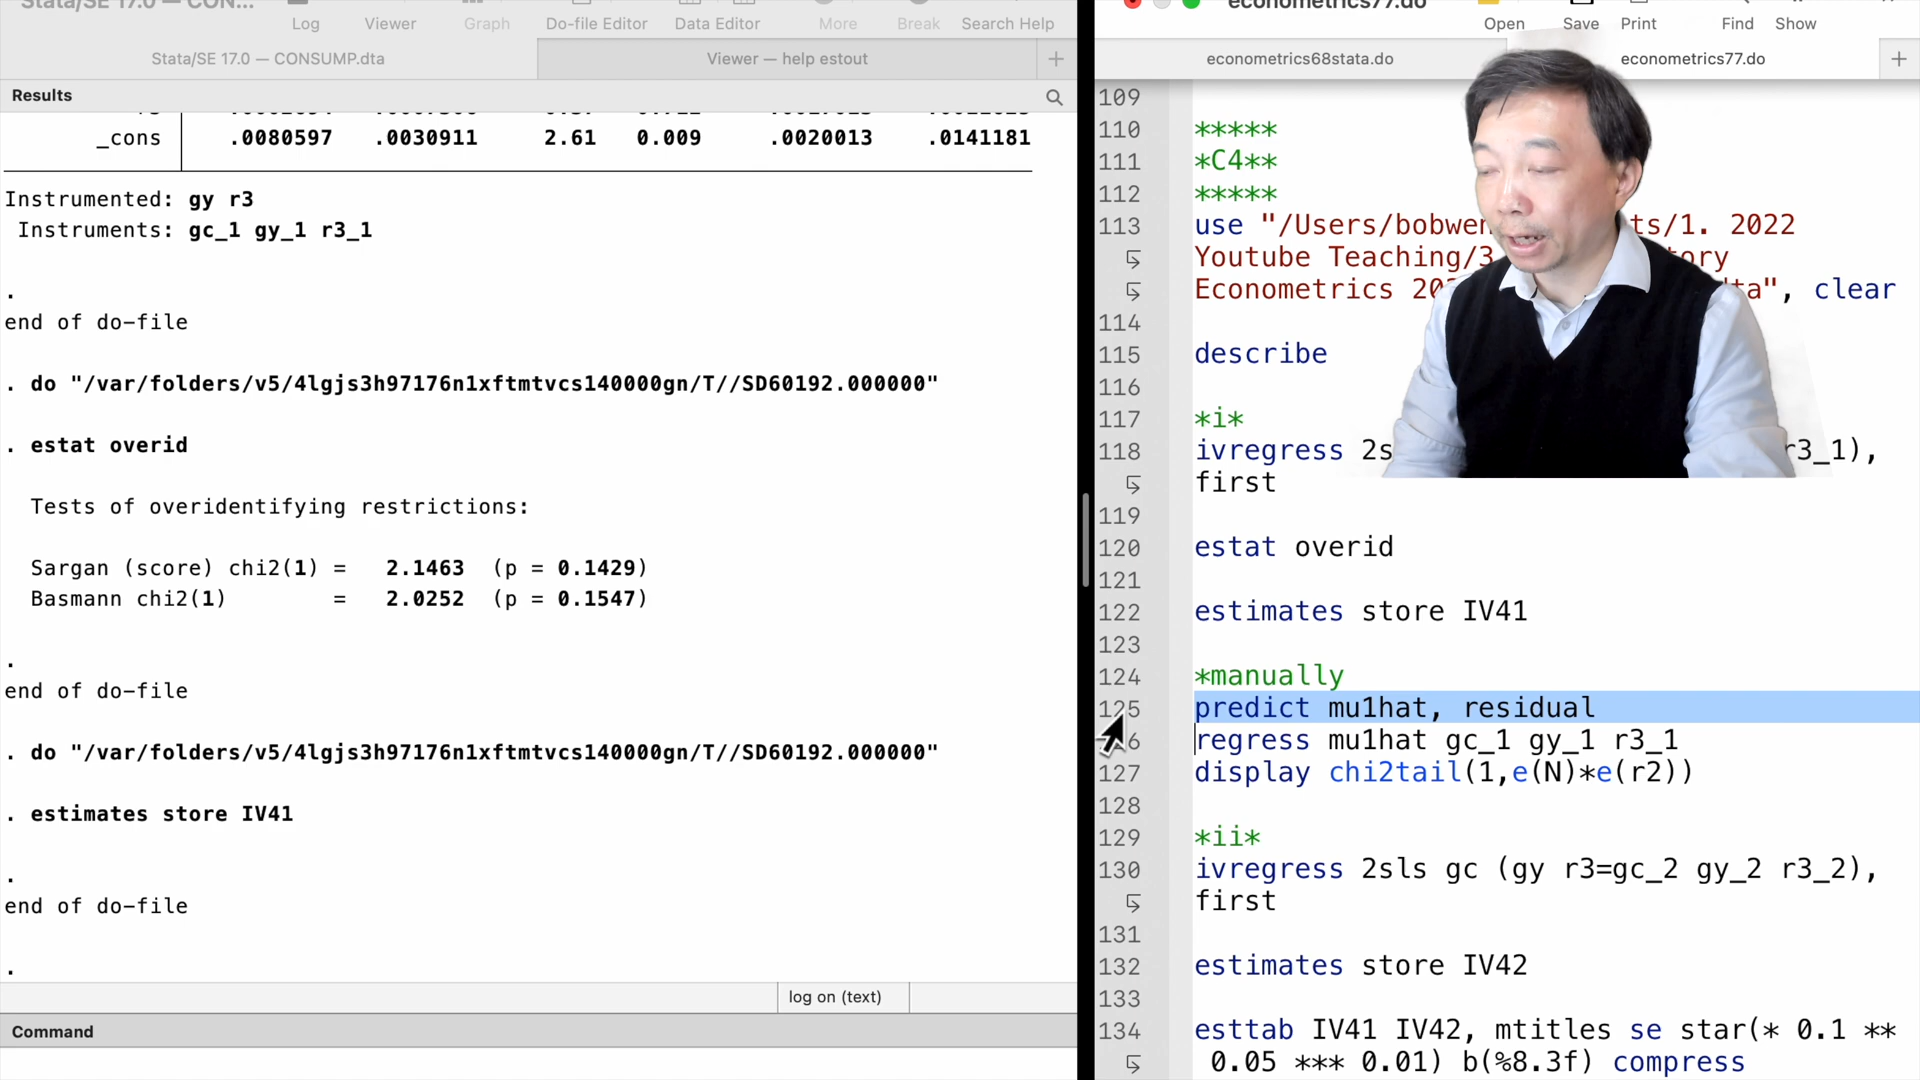 Stata/SE 17.0 — CON...
Log
Viewer
Graph
Do-file Editor
Data Editor
More
Break
Search Help
Stata/SE 17.0 — CONSUMP.dta
Viewer — help estout
+
Results
_cons .0080597 .0030911 2.61 0.009 .0020013 .0141181
Instrumented: gy r3
Instruments: gc_1 gy_1 r3_1
.
end of do-file
. do "/var/folders/v5/4lgjs3h97176n1xftmtvcs140000gn/T//SD60192.000000"
. estat overid
Tests of overidentifying restrictions:
Sargan (score) chi2(1) = 2.1463 (p = 0.1429)
Basmann chi2(1) = 2.0252 (p = 0.1547)
.
end of do-file
. do "/var/folders/v5/4lgjs3h97176n1xftmtvcs140000gn/T//SD60192.000000"
. estimates store IV41
.
end of do-file
.
log on (text)
Command
econometrics77.do
Open
Save
Print
Find
Show
econometrics68stata.do
econometrics77.do
+
109
110 *****
111 *C4**
112 *****
113 use "/Users/bobwen ts/1. 2022
Youtube Teaching/3 tory
Econometrics ta", clear
114
115 describe
116
117 *i*
118 ivregress 2s r3_1),
first
119
120 estat overid
121
122 estimates store IV41
123
124 *manually
125 predict mu1hat, residual
6 regress mu1hat gc_1 gy_1 r3_1
127 display chi2tail(1,e(N)*e(r2))
128
129 *ii*
130 ivregress 2sls gc (gy r3=gc_2 gy_2 r3_2),
first
131
132 estimates store IV42
133
134 esttab IV41 IV42, mtitles se star(* 0.1 **
0.05 *** 0.01) b(%8.3f) compress